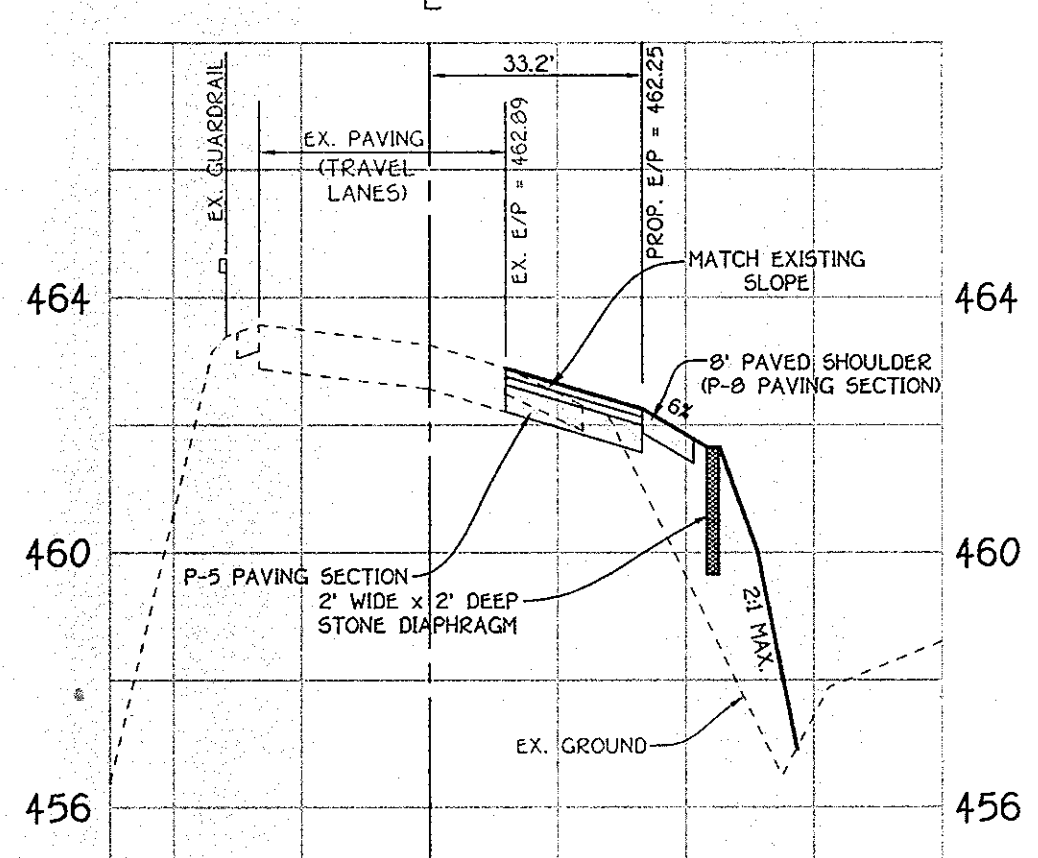 33.2'
EX. GUARDRAIL
EX. PAVING
(TRAVEL
LANES)
EX. E/P = 462.89
PROP. E/P = 462.25
MATCH EXISTING
SLOPE
464
464
8' PAVED SHOULDER
(P-8 PAVING SECTION)
6%
460
460
P-5 PAVING SECTION
2' WIDE x 2' DEEP
STONE DIAPHRAGM
2:1 MAX.
EX. GROUND
456
456